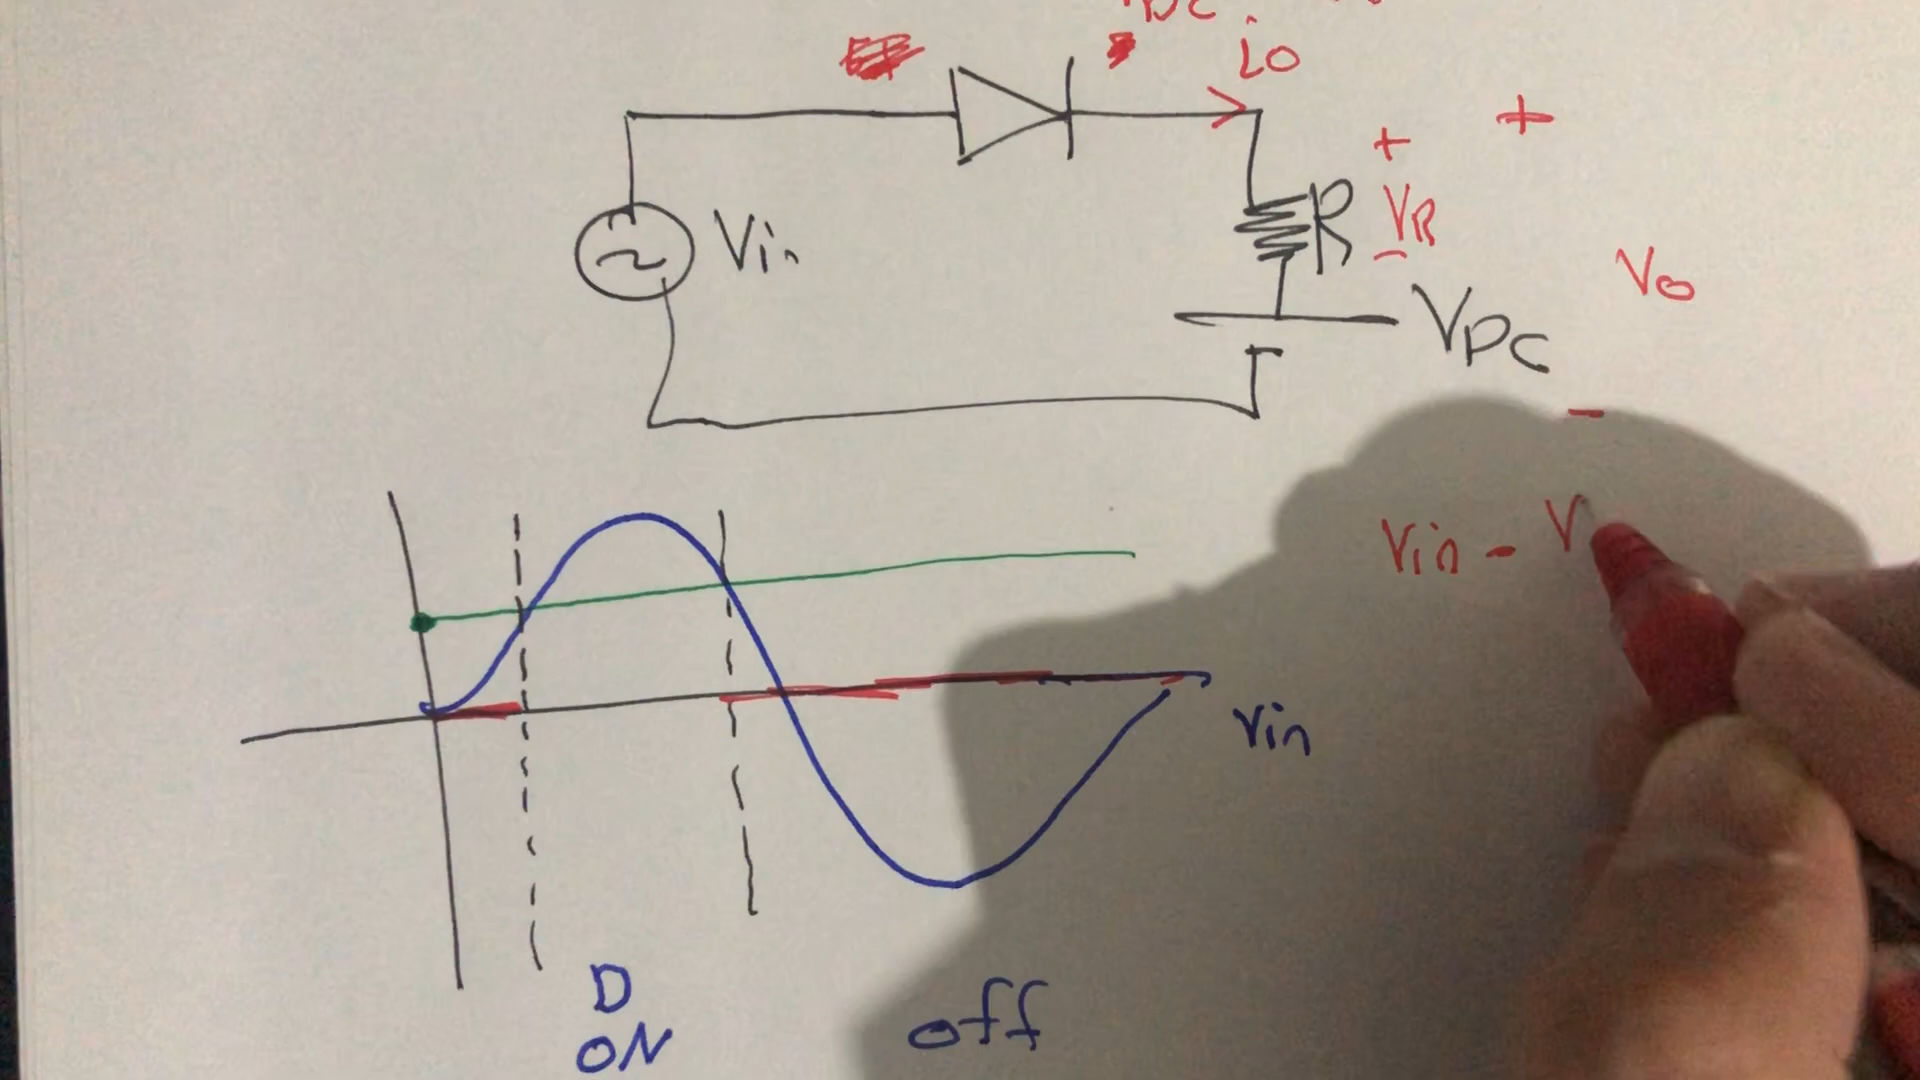 io
+
+
Vin
R
VR
-
Vo
VDC
-
Vin - V
Vin
D
ON
off